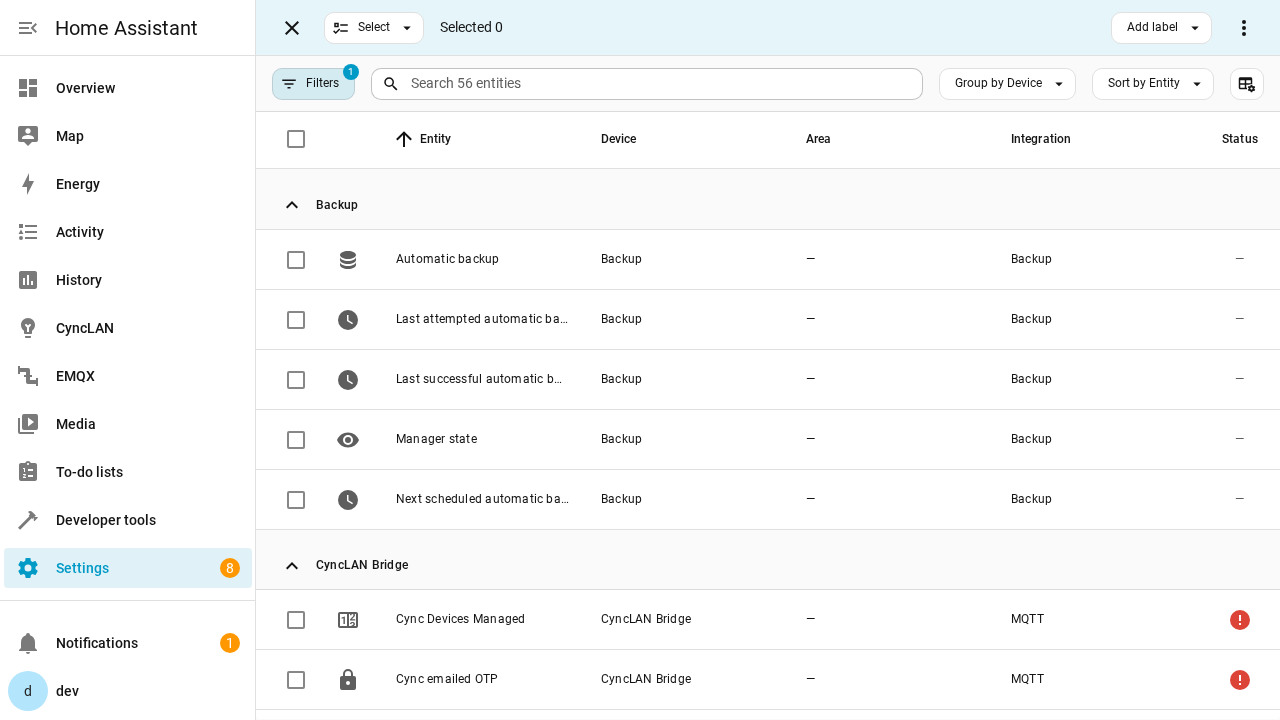 Home Assistant
Overview
Map
Energy
Activity
History
CyncLAN
EMQX
Media
To-do lists
Developer tools
Settings 8
Notifications 1
d dev
Select Selected 0 Add label
Filters 1 Search 56 entities Group by Device Sort by Entity
Entity Device Area Integration Status
Backup
Automatic backup Backup — Backup —
Last attempted automatic ba… Backup — Backup —
Last successful automatic b… Backup — Backup —
Manager state Backup — Backup —
Next scheduled automatic ba… Backup — Backup —
CyncLAN Bridge
Cync Devices Managed CyncLAN Bridge — MQTT
Cync emailed OTP CyncLAN Bridge — MQTT